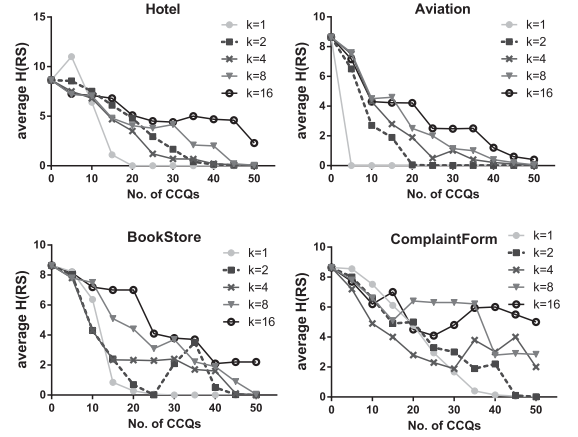 Hotel
average H(RS)
15
10
5
0
0 10 20 30 40 50
No. of CCQs
k=1
k=2
k=4
k=8
k=16
Aviation
average H(RS)
10
8
6
4
2
0
0 10 20 30 40 50
No. of CCQs
k=1
k=2
k=4
k=8
k=16
BookStore
average H(RS)
10
8
6
4
2
0
0 10 20 30 40 50
No. of CCQs
k=1
k=2
k=4
k=8
k=16
ComplaintForm
average H(RS)
10
8
6
4
2
0
0 10 20 30 40 50
No. of CCQs
k=1
k=2
k=4
k=8
k=16